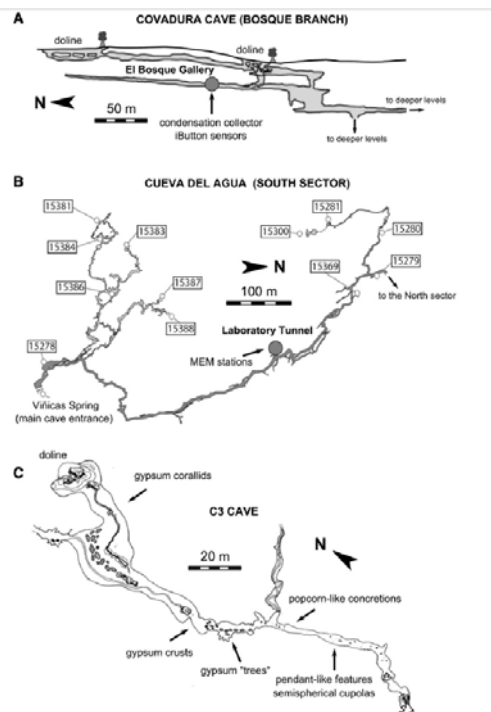 A
COVADURA CAVE (BOSQUE BRANCH)
doline
doline
El Bosque Gallery
N
50 m
condensation collector
iButton sensors
to deeper levels
to deeper levels
B
CUEVA DEL AGUA (SOUTH SECTOR)
15381
15384
15383
15386
15387
15388
15278
Viñicas Spring
(main cave entrance)
15281
15300
15280
15279
15369
to the North sector
N
100 m
Laboratory Tunnel
MEM stations
C
doline
gypsum corallids
C3 CAVE
20 m
N
popcorn-like concretions
gypsum crusts
gypsum "trees"
pendant-like features
semispherical cupolas